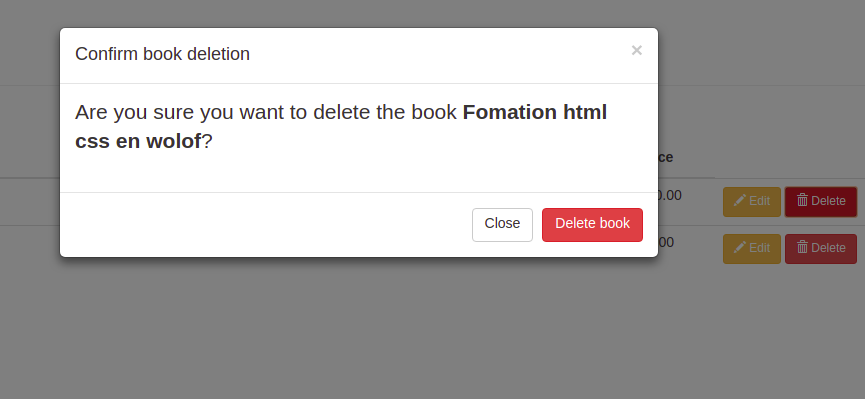 Confirm book deletion ×
Are you sure you want to delete the book Fomation html
css en wolof?
ce
0.00 Edit Delete
Close Delete book
00 Edit Delete